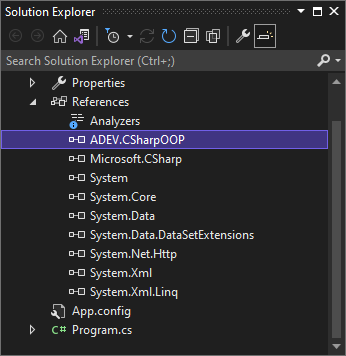 Solution Explorer
Search Solution Explorer (Ctrl+;)
Properties
References
Analyzers
ADEV.CSharpOOP
Microsoft.CSharp
System
System.Core
System.Data
System.Data.DataSetExtensions
System.Net.Http
System.Xml
System.Xml.Linq
App.config
C# Program.cs